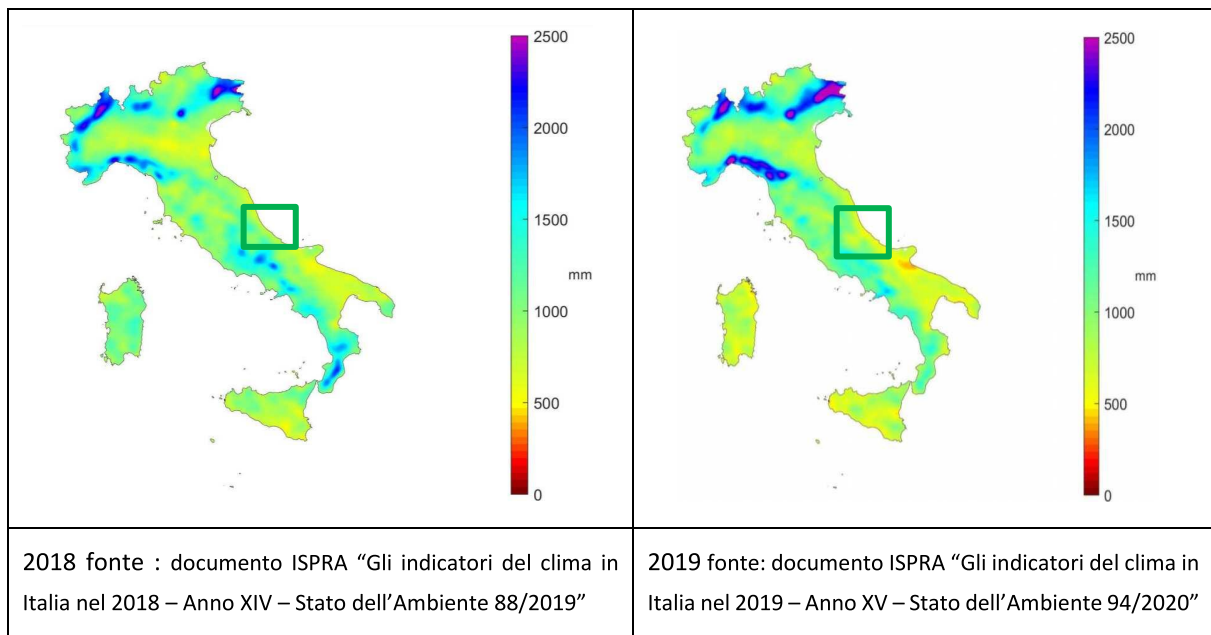 2500
2000
1500
mm
1000
500
0
2500
2000
1500
mm
1000
500
0
2018 fonte : documento ISPRA “Gli indicatori del clima in
Italia nel 2018 – Anno XIV – Stato dell’Ambiente 88/2019”
2019 fonte: documento ISPRA “Gli indicatori del clima in
Italia nel 2019 – Anno XV – Stato dell’Ambiente 94/2020”